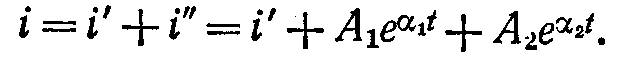 i = i′ + i″ = i′ + A₁e^{α₁t} + A₂e^{α₂t}.